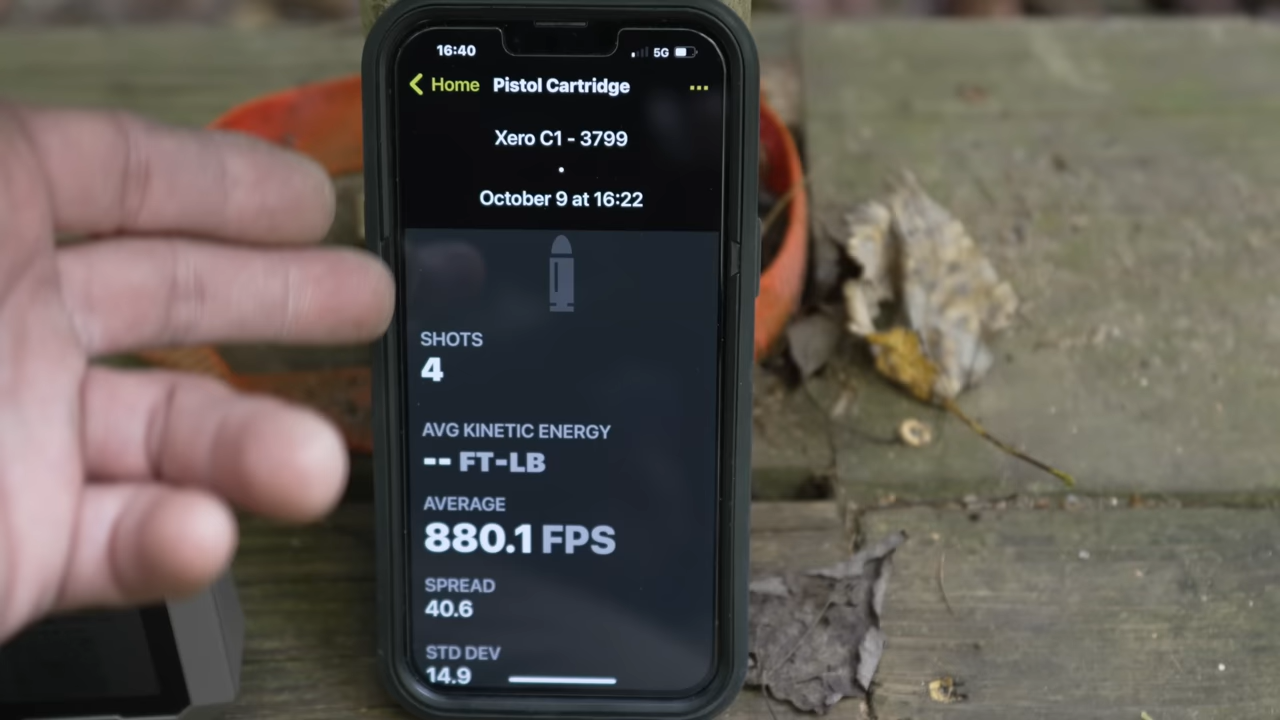 16:40 5G
Home Pistol Cartridge ...
Xero C1 - 3799
•
October 9 at 16:22
SHOTS
4
AVG KINETIC ENERGY
-- FT-LB
AVERAGE
880.1 FPS
SPREAD
40.6
STD DEV
14.9